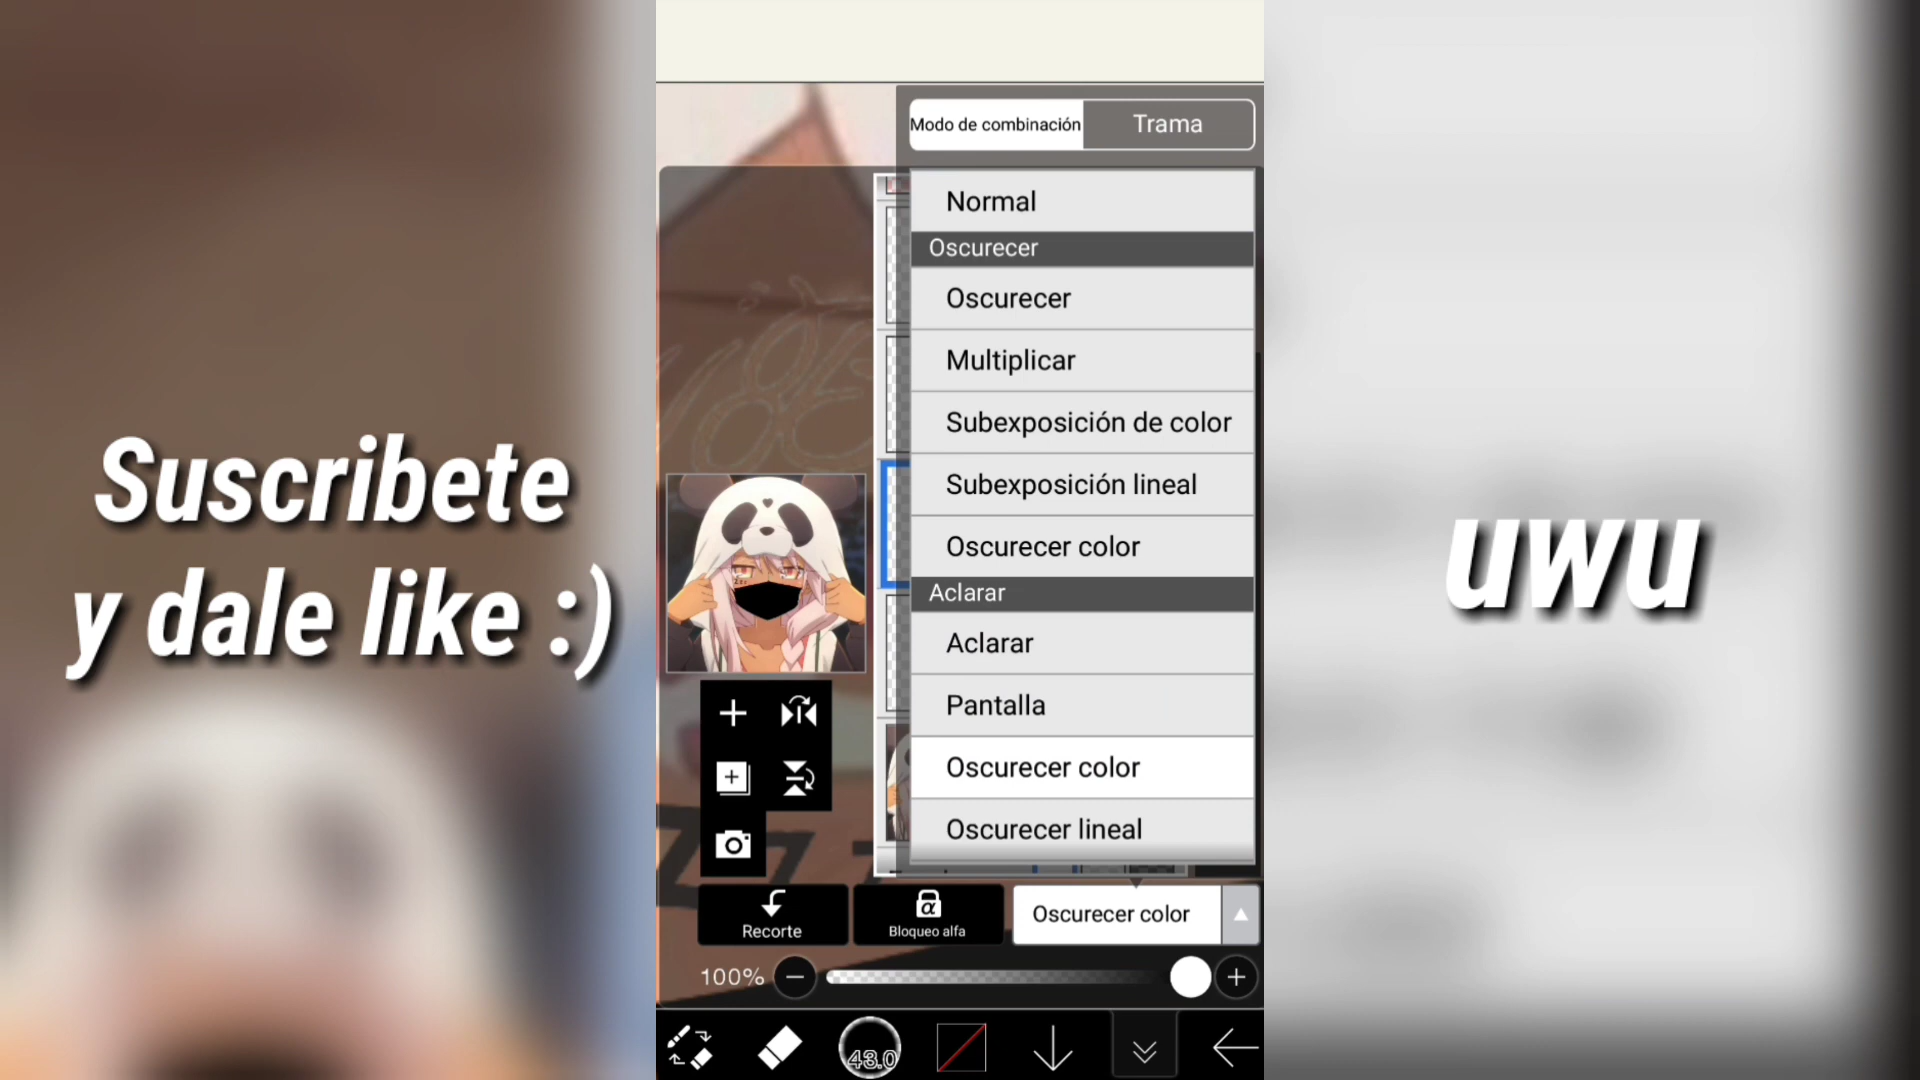 Suscribete
y dale like :)
Modo de combinación
Trama
Normal
Oscurecer
Oscurecer
Multiplicar
Subexposición de color
Subexposición lineal
Oscurecer color
Aclarar
Aclarar
Pantalla
Oscurecer color
Oscurecer lineal
Recorte
α
Bloqueo alfa
Oscurecer color
100%
43.0
uwu